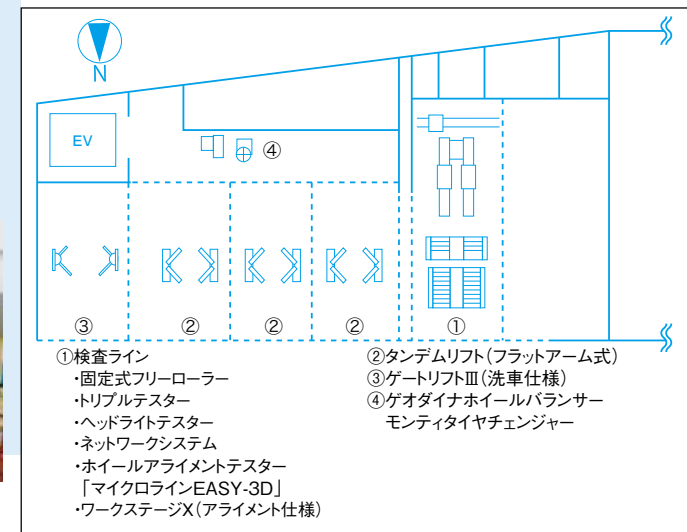 N
EV
④
③
②
②
②
①
①検査ライン
・固定式フリーローラー
・トリプルテスター
・ヘッドライトテスター
・ネットワークシステム
・ホイールアライメントテスター
「マイクロラインEASY-3D」
・ワークステージX(アライメント仕様)
②タンデムリフト(フラットアーム式)
③ゲートリフトⅢ(洗車仕様)
④ゲオダイナホイールバランサー
モンティタイヤチェンジャー